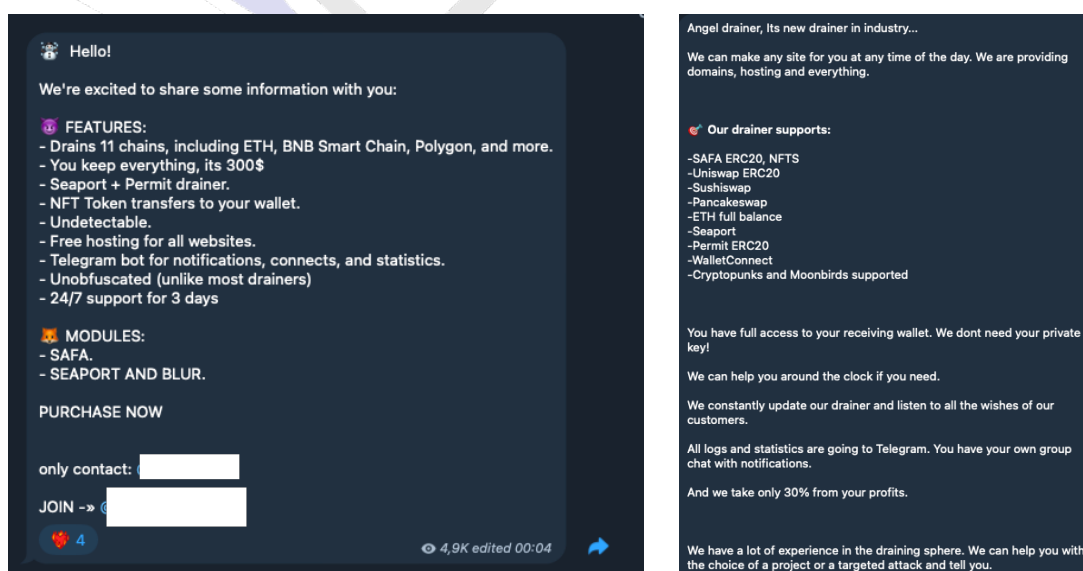 Hello!
We're excited to share some information with you:
FEATURES:
- Drains 11 chains, including ETH, BNB Smart Chain, Polygon, and more.
- You keep everything, its 300$
- Seaport + Permit drainer.
- NFT Token transfers to your wallet.
- Undetectable.
- Free hosting for all websites.
- Telegram bot for notifications, connects, and statistics.
- Unobfuscated (unlike most drainers)
- 24/7 support for 3 days
MODULES:
- SAFA.
- SEAPORT AND BLUR.
PURCHASE NOW
only contact:
JOIN -» @
4
4,9K edited 00:04
Angel drainer, Its new drainer in industry...
We can make any site for you at any time of the day. We are providing
domains, hosting and everything.
Our drainer supports:
-SAFA ERC20, NFTS
-Uniswap ERC20
-Sushiswap
-Pancakeswap
-ETH full balance
-Seaport
-Permit ERC20
-WalletConnect
-Cryptopunks and Moonbirds supported
You have full access to your receiving wallet. We dont need your private
key!
We can help you around the clock if you need.
We constantly update our drainer and listen to all the wishes of our
customers.
All logs and statistics are going to Telegram. You have your own group
chat with notifications.
And we take only 30% from your profits.
We have a lot of experience in the draining sphere. We can help you with
the choice of a project or a targeted attack and tell you.